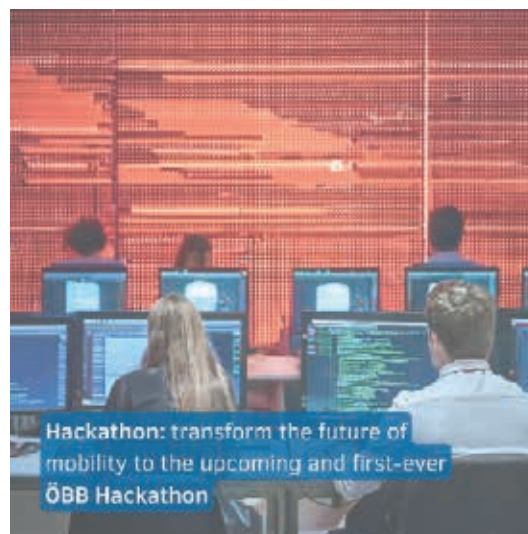 Hackathon: transform the future of
mobility to the upcoming and first-ever
ÖBB Hackathon